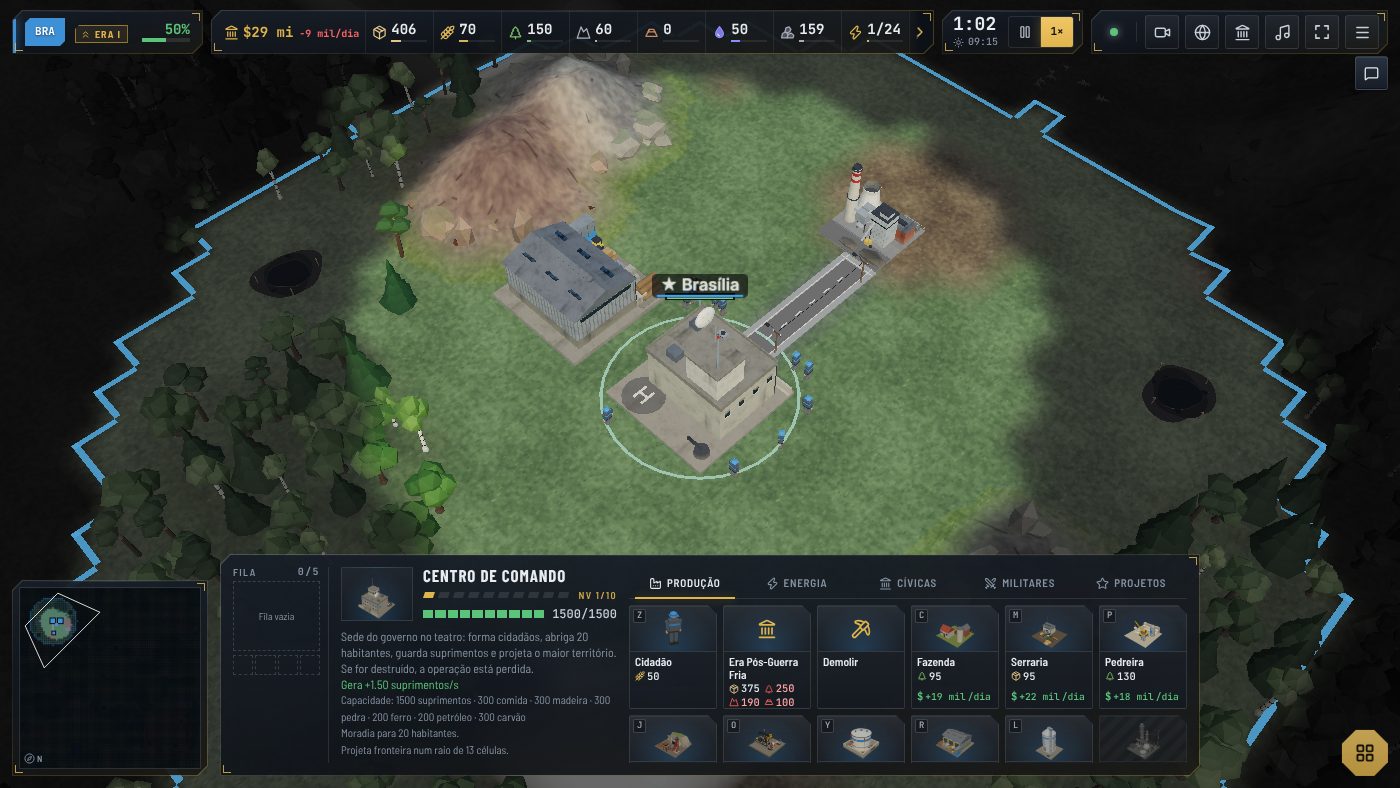 BRA
ERA I
50%
$29 mi -9 mil/dia
406
70
150
60
0
50
159
1/24
1:02
09:15
1×
★ Brasília
H
N
FILA 0/5
Fila vazia
CENTRO DE COMANDO
NV 1/10
1500/1500
Sede do governo no teatro: forma cidadãos, abriga 20
habitantes, guarda suprimentos e projeta o maior território.
Se for destruído, a operação está perdida.
Gera +1.50 suprimentos/s
Capacidade: 1500 suprimentos · 300 comida · 300 madeira · 300
pedra · 200 ferro · 200 petróleo · 300 carvão
Moradia para 20 habitantes.
Projeta fronteira num raio de 13 células.
PRODUÇÃO
ENERGIA
CÍVICAS
MILITARES
PROJETOS
Z
Cidadão
50
Era Pós-Guerra
Fria
375 250
190 100
Demolir
C
Fazenda
95
$+19 mil/dia
M
Serraria
95
$+22 mil/dia
P
Pedreira
130
$+18 mil/dia
J
O
Y
R
L